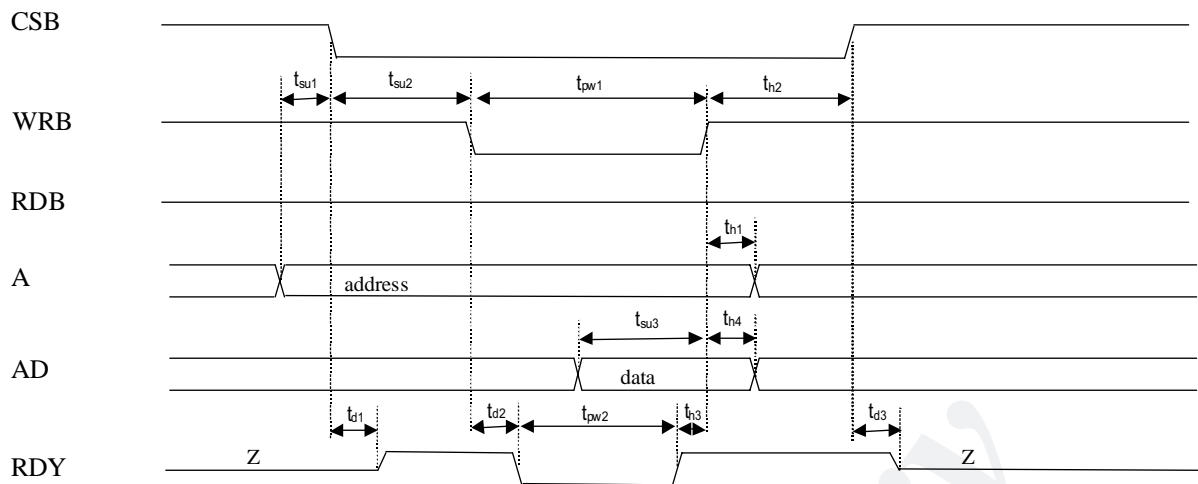 CSB
tsu1 tsu2 tpw1 th2
WRB
RDB
th1
A address
tsu3 th4
AD data
td1 td2 tpw2 th3 td3
RDY Z Z